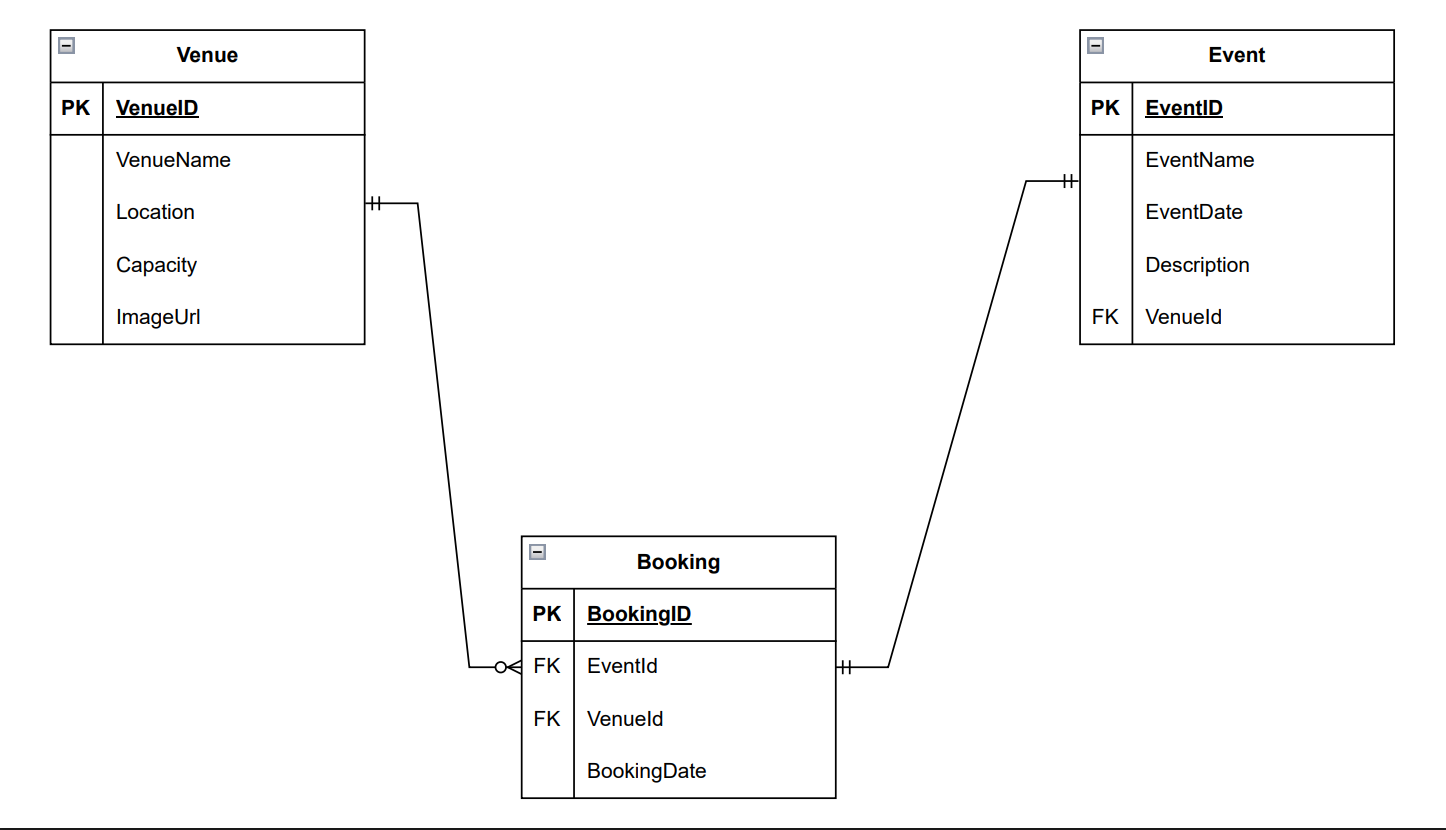 Venue
PK VenueID
VenueName
Location
Capacity
ImageUrl
Event
PK EventID
EventName
EventDate
Description
FK VenueId
Booking
PK BookingID
FK EventId
FK VenueId
BookingDate